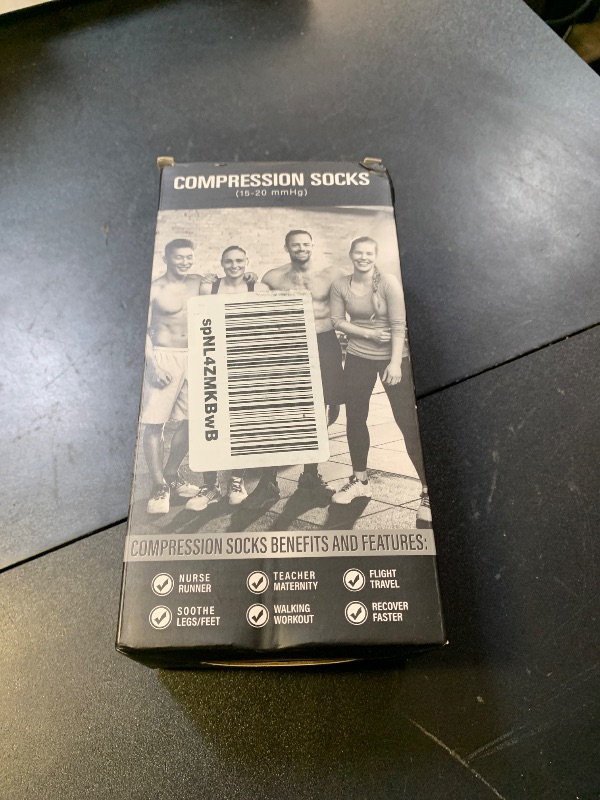 COMPRESSION SOCKS
(15-20 mmHg)
spNL4ZMKBwB
COMPRESSION SOCKS BENEFITS AND FEATURES:
NURSE
RUNNER
TEACHER
MATERNITY
FLIGHT
TRAVEL
SOOTHE
LEGS/FEET
WALKING
WORKOUT
RECOVER
FASTER